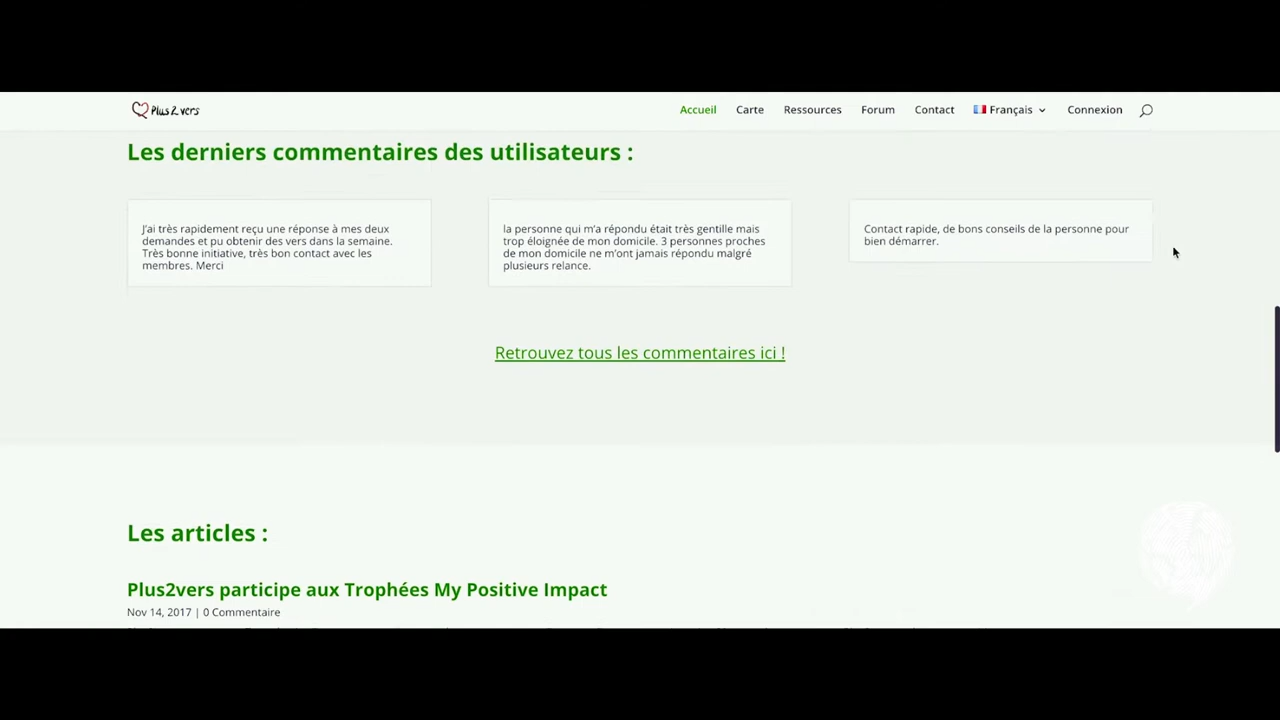 Plus2vers
Accueil
Carte
Ressources
Forum
Contact
Français
Connexion
Les derniers commentaires des utilisateurs :
J'ai très rapidement reçu une réponse à mes deux
demandes et pu obtenir des vers dans la semaine.
Très bonne initiative, très bon contact avec les
membres. Merci
la personne qui m'a répondu était très gentille mais
trop éloignée de mon domicile. 3 personnes proches
de mon domicile ne m'ont jamais répondu malgré
plusieurs relance.
Contact rapide, de bons conseils de la personne pour
bien démarrer.
Retrouvez tous les commentaires ici !
Les articles :
Plus2vers participe aux Trophées My Positive Impact
Nov 14, 2017 | 0 Commentaire